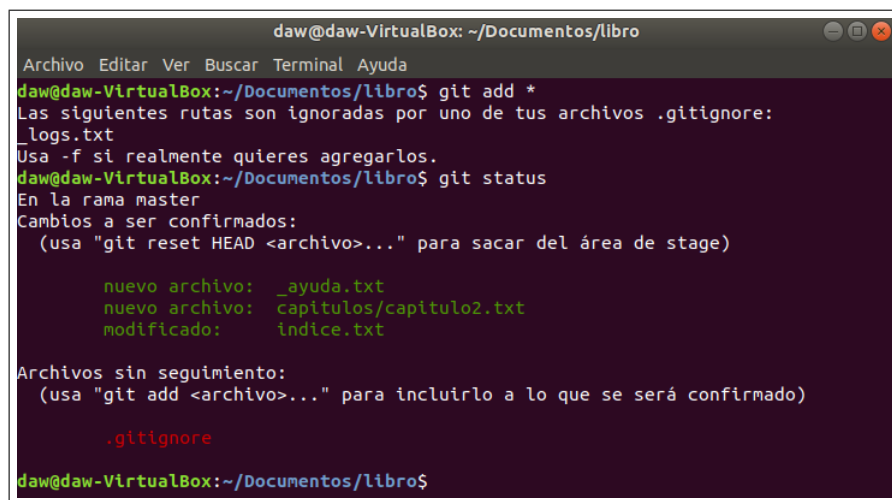 daw@daw-VirtualBox: ~/Documentos/libro
Archivo Editar Ver Buscar Terminal Ayuda
daw@daw-VirtualBox:~/Documentos/libro$ git add *
Las siguientes rutas son ignoradas por uno de tus archivos .gitignore:
_logs.txt
Usa -f si realmente quieres agregarlos.
daw@daw-VirtualBox:~/Documentos/libro$ git status
En la rama master
Cambios a ser confirmados:
  (usa "git reset HEAD <archivo>..." para sacar del área de stage)
        nuevo archivo:  _ayuda.txt
        nuevo archivo:  capitulos/capitulo2.txt
        modificado:     indice.txt
Archivos sin seguimiento:
  (usa "git add <archivo>..." para incluirlo a lo que se será confirmado)
        .gitignore
daw@daw-VirtualBox:~/Documentos/libro$